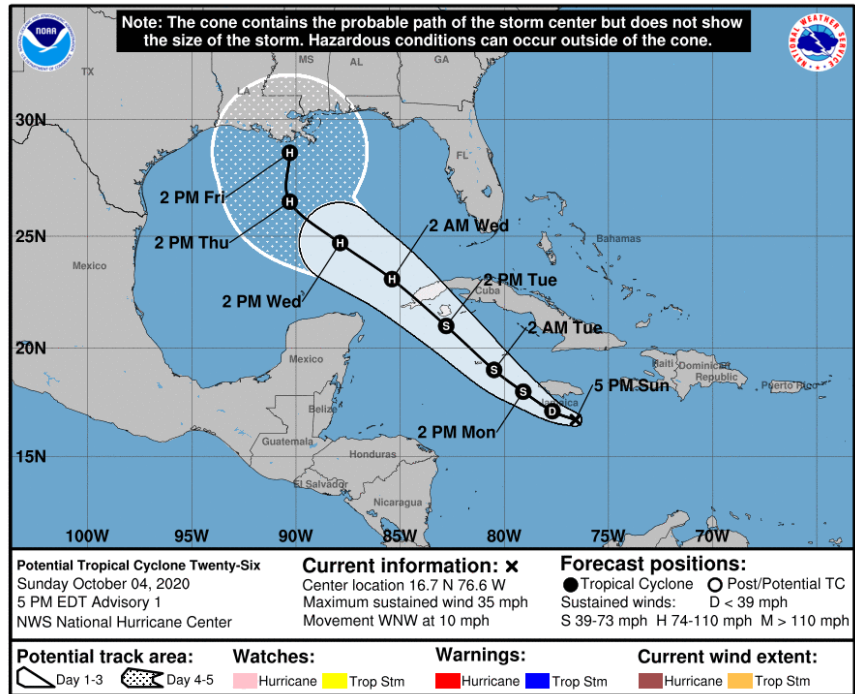 Note: The cone contains the probable path of the storm center but does not show
the size of the storm. Hazardous conditions can occur outside of the cone.
NOAA
NATIONAL WEATHER SERVICE
TX
LA
MS
AL
GA
30N
FL
2 PM Fri
25N
2 PM Thu
2 AM Wed
Bahamas
Mexico
2 PM Wed
2 PM Tue
Cuba
20N
2 AM Tue
Mexico
Haiti
Dominican
Republic
Puerto Rico
5 PM Sun
Jamaica
Belize
2 PM Mon
15N
Guatemala
Honduras
El Salvador
Nicaragua
H
H
H
H
S
S
S
D
100W 95W 90W 85W 80W 75W 70W
Potential Tropical Cyclone Twenty-Six
Sunday October 04, 2020
5 PM EDT Advisory 1
NWS National Hurricane Center
Current information: x
Center location 16.7 N 76.6 W
Maximum sustained wind 35 mph
Movement WNW at 10 mph
Forecast positions:
Tropical Cyclone Post/Potential TC
Sustained winds: D < 39 mph
S 39-73 mph H 74-110 mph M > 110 mph
Potential track area:
Day 1-3 Day 4-5
Watches:
Hurricane Trop Stm
Warnings:
Hurricane Trop Stm
Current wind extent:
Hurricane Trop Stm